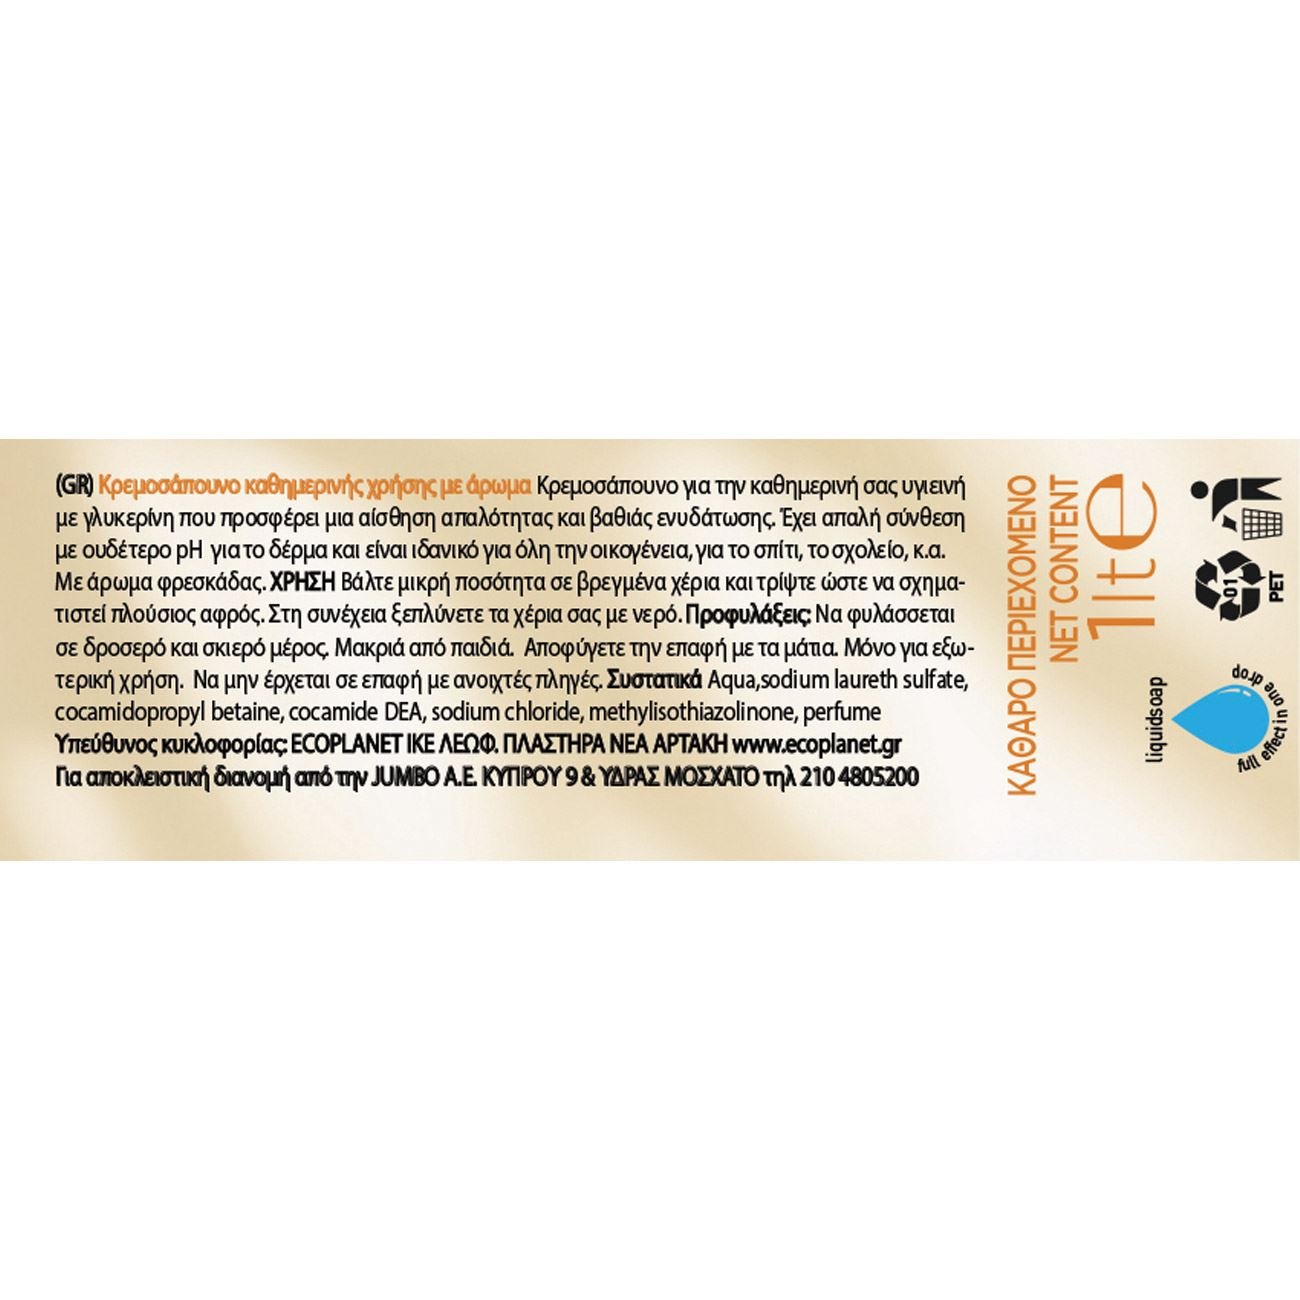 (GR) Κρεμοσάπουνο καθημερινής χρήσης με άρωμα Κρεμοσάπουνο για την καθημερινή σας υγιεινή
με γλυκερίνη που προσφέρει μια αίσθηση απαλότητας και βαθιάς ενυδάτωσης. Έχει απαλή σύνθεση
με ουδέτερο pH για το δέρμα και είναι ιδανικό για όλη την οικογένεια, για το σπίτι, το σχολείο, κ.α.
Με άρωμα φρεσκάδας. ΧΡΗΣΗ Βάλτε μικρή ποσότητα σε βρεγμένα χέρια και τρίψτε ώστε να σχημα-
τιστεί πλούσιος αφρός. Στη συνέχεια ξεπλύνετε τα χέρια σας με νερό. Προφυλάξεις: Να φυλάσσεται
σε δροσερό και σκιερό μέρος. Μακριά από παιδιά. Αποφύγετε την επαφή με τα μάτια. Μόνο για εξω-
τερική χρήση. Να μην έρχεται σε επαφή με ανοιχτές πληγές. Συστατικά Aqua,sodium laureth sulfate,
cocamidopropyl betaine, cocamide DEA, sodium chloride, methylisothiazolinone, perfume
Υπεύθυνος κυκλοφορίας: ECOPLANET ΙΚΕ ΛΕΩΦ. ΠΛΑΣΤΗΡΑ ΝΕΑ ΑΡΤΑΚΗ www.ecoplanet.gr
Για αποκλειστική διανομή από την JUMBO A.E. ΚΥΠΡΟΥ 9 & ΥΔΡΑΣ ΜΟΣΧΑΤΟ τηλ 210 4805200
ΚΑΘΑΡΟ ΠΕΡΙΕΧΟΜΕΝΟ
NET CONTENT
1lt e
liquidsoap
full effect in one drop
01
PET